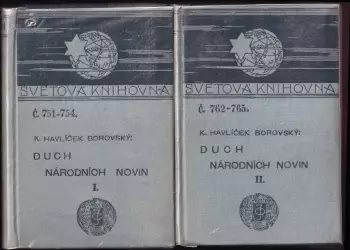 SVĚTOVÁ KNIHOVNA
Č. 751-754.
K. HAVLÍČEK BOROVSKÝ:
DUCH
NÁRODNÍCH NOVIN
I.
SVĚTOVÁ KNIHOVNA
Č. 762-765.
K. HAVLÍČEK BOROVSKÝ:
DUCH
NÁRODNÍCH NOVIN
II.